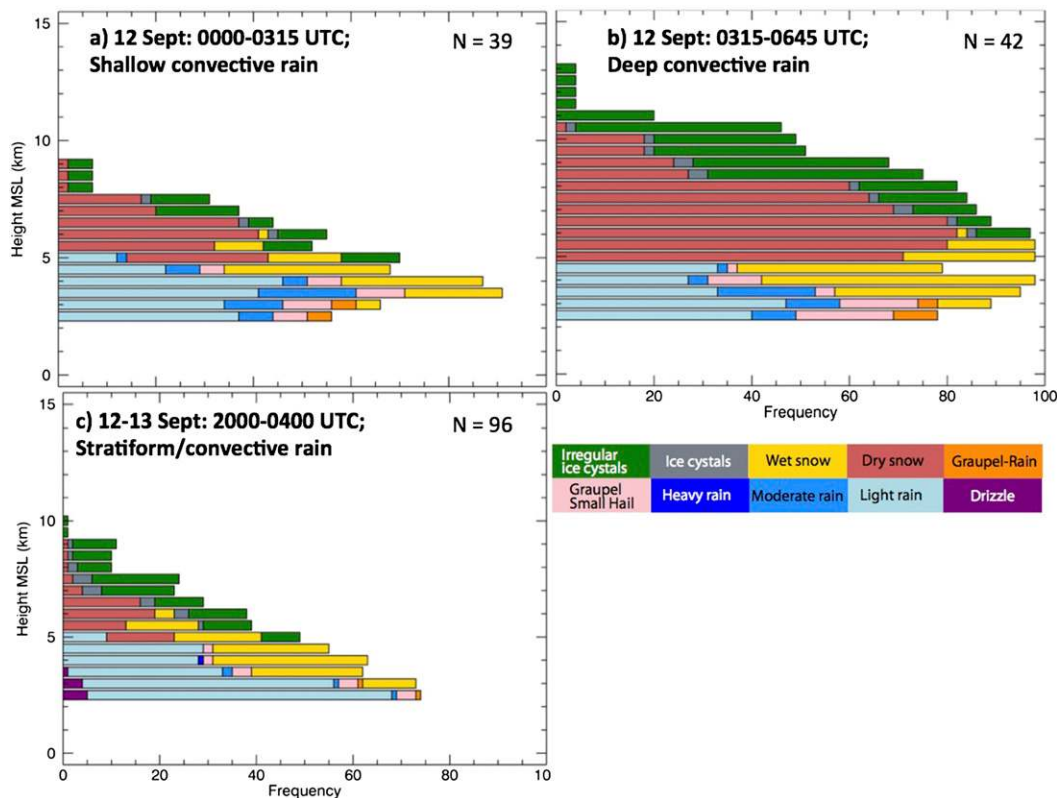 a) 12 Sept: 0000-0315 UTC;
Shallow convective rain
N = 39
15
10
5
0
Height MSL (km)
b) 12 Sept: 0315-0645 UTC;
Deep convective rain
N = 42
0
20
40
60
80
100
Frequency
c) 12-13 Sept: 2000-0400 UTC;
Stratiform/convective rain
N = 96
15
10
5
0
Height MSL (km)
0
20
40
60
80
10
Frequency
Irregular
ice cystals
Ice cystals
Wet snow
Dry snow
Graupel-Rain
Graupel
Small Hail
Heavy rain
Moderate rain
Light rain
Drizzle